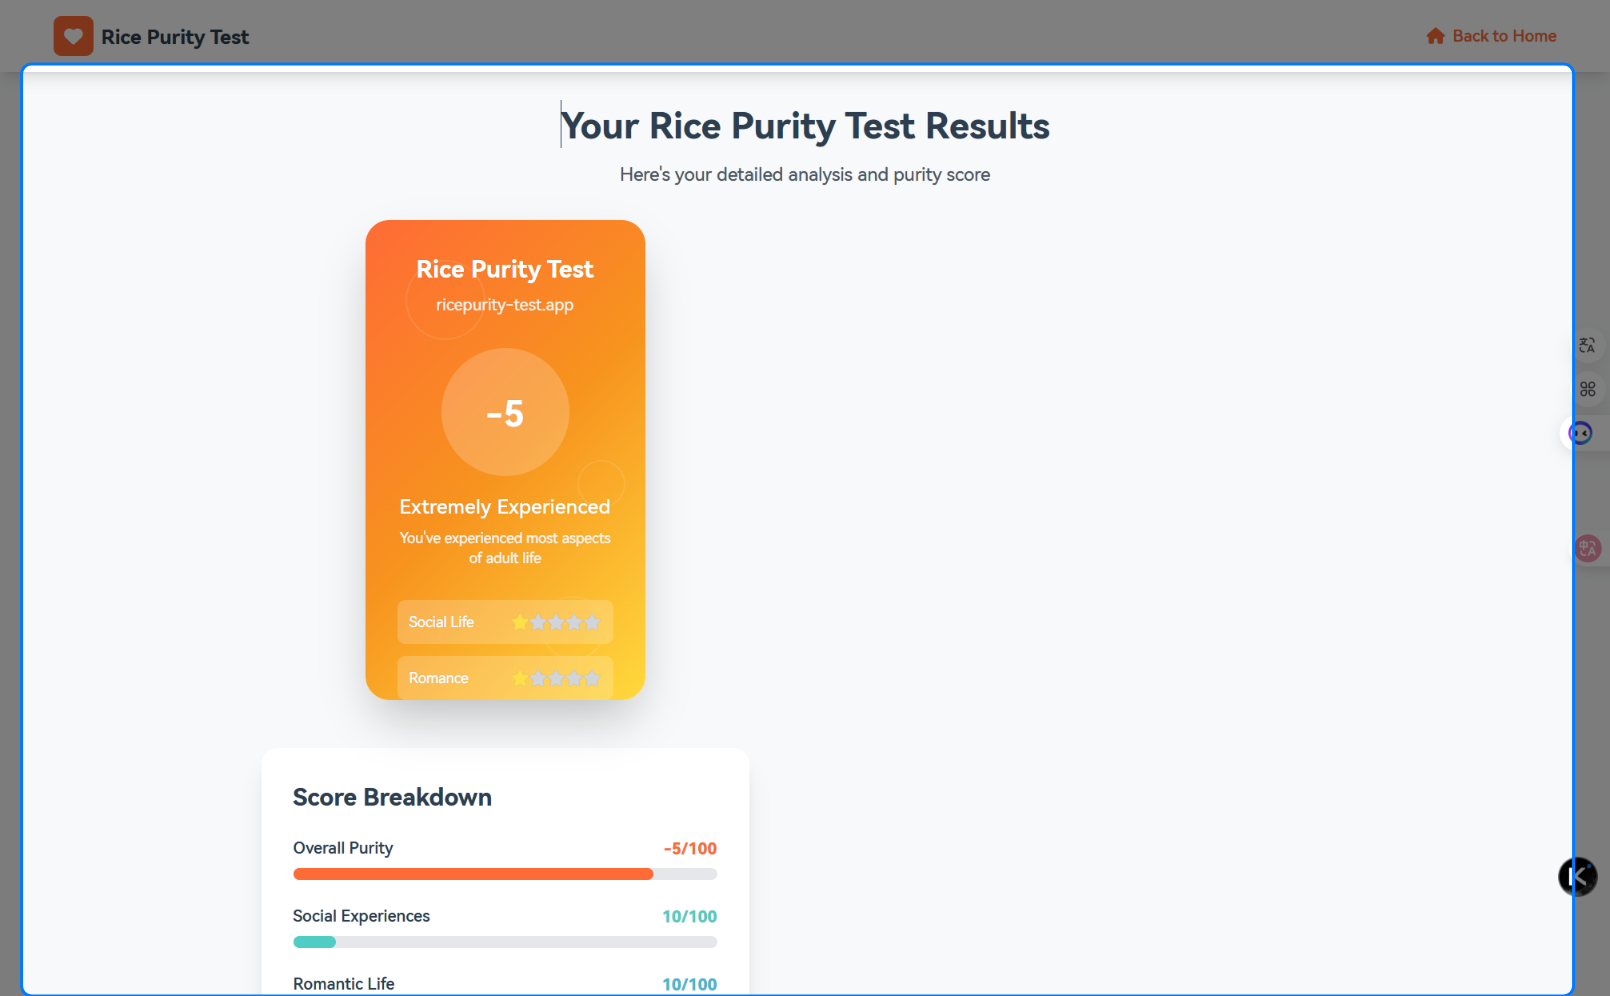 Rice Purity Test
Back to Home
Your Rice Purity Test Results
Here's your detailed analysis and purity score
Rice Purity Test
ricepurity-test.app
-5
Extremely Experienced
You've experienced most aspects
of adult life
Social Life
Romance
Score Breakdown
Overall Purity -5/100
Social Experiences 10/100
Romantic Life 10/100